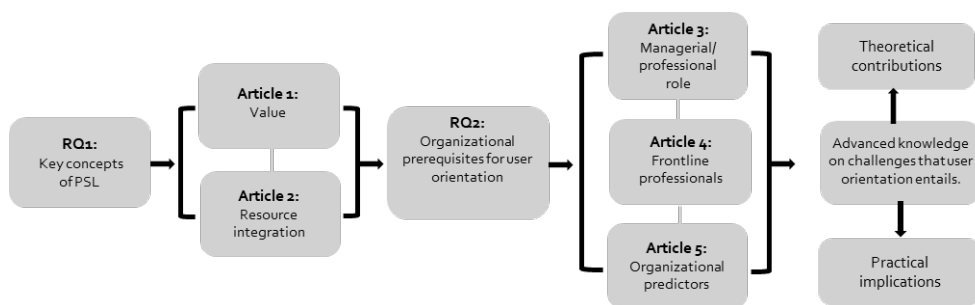 RQ1:
Key concepts
of PSL
Article 1:
Value
Article 2:
Resource
integration
RQ2:
Organizational
prerequisites for user
orientation
Article 3:
Managerial/
professional
role
Article 4:
Frontline
professionals
Article 5:
Organizational
predictors
Theoretical
contributions
Advanced knowledge
on challenges that user
orientation entails.
Practical
implications